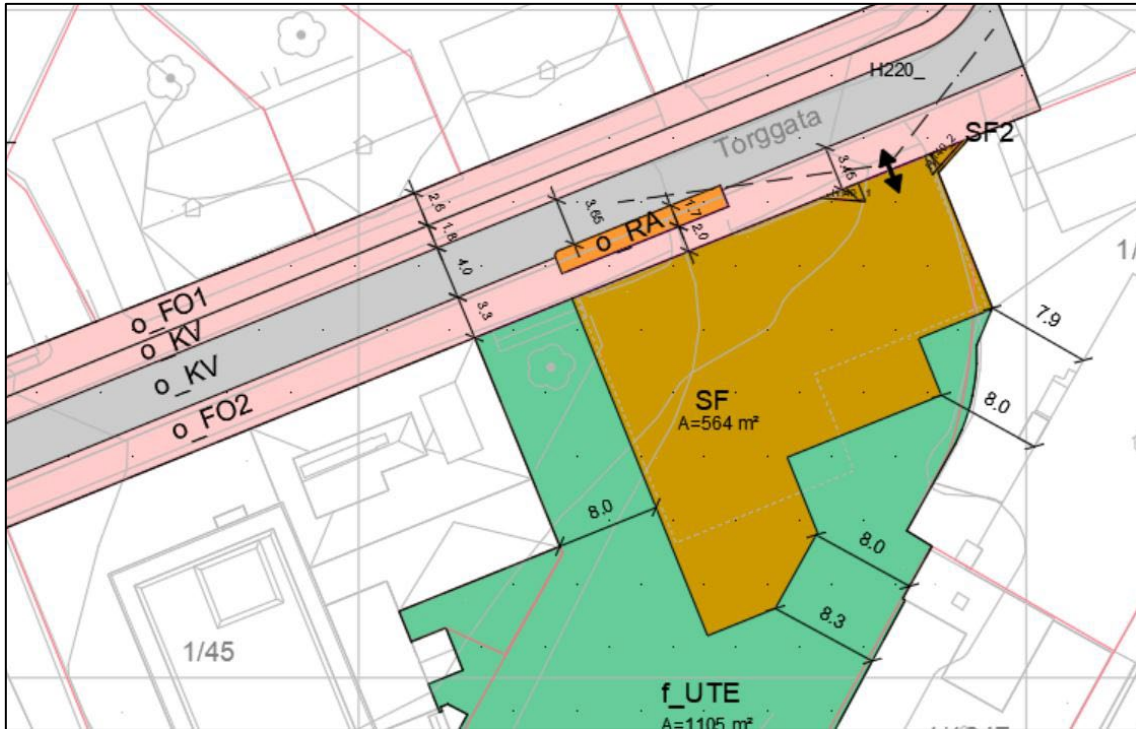 H220_
SF2
Torggata
3.45
2.6
1.8
3.65
1.7
o_RA
2.0
4.0
3.3
o_FO1
o_KV
o_KV
o_FO2
7.9
1/
SF
A=564 m²
8.0
8.0
8.0
8.3
1/45
f_UTE
A=1105 m²